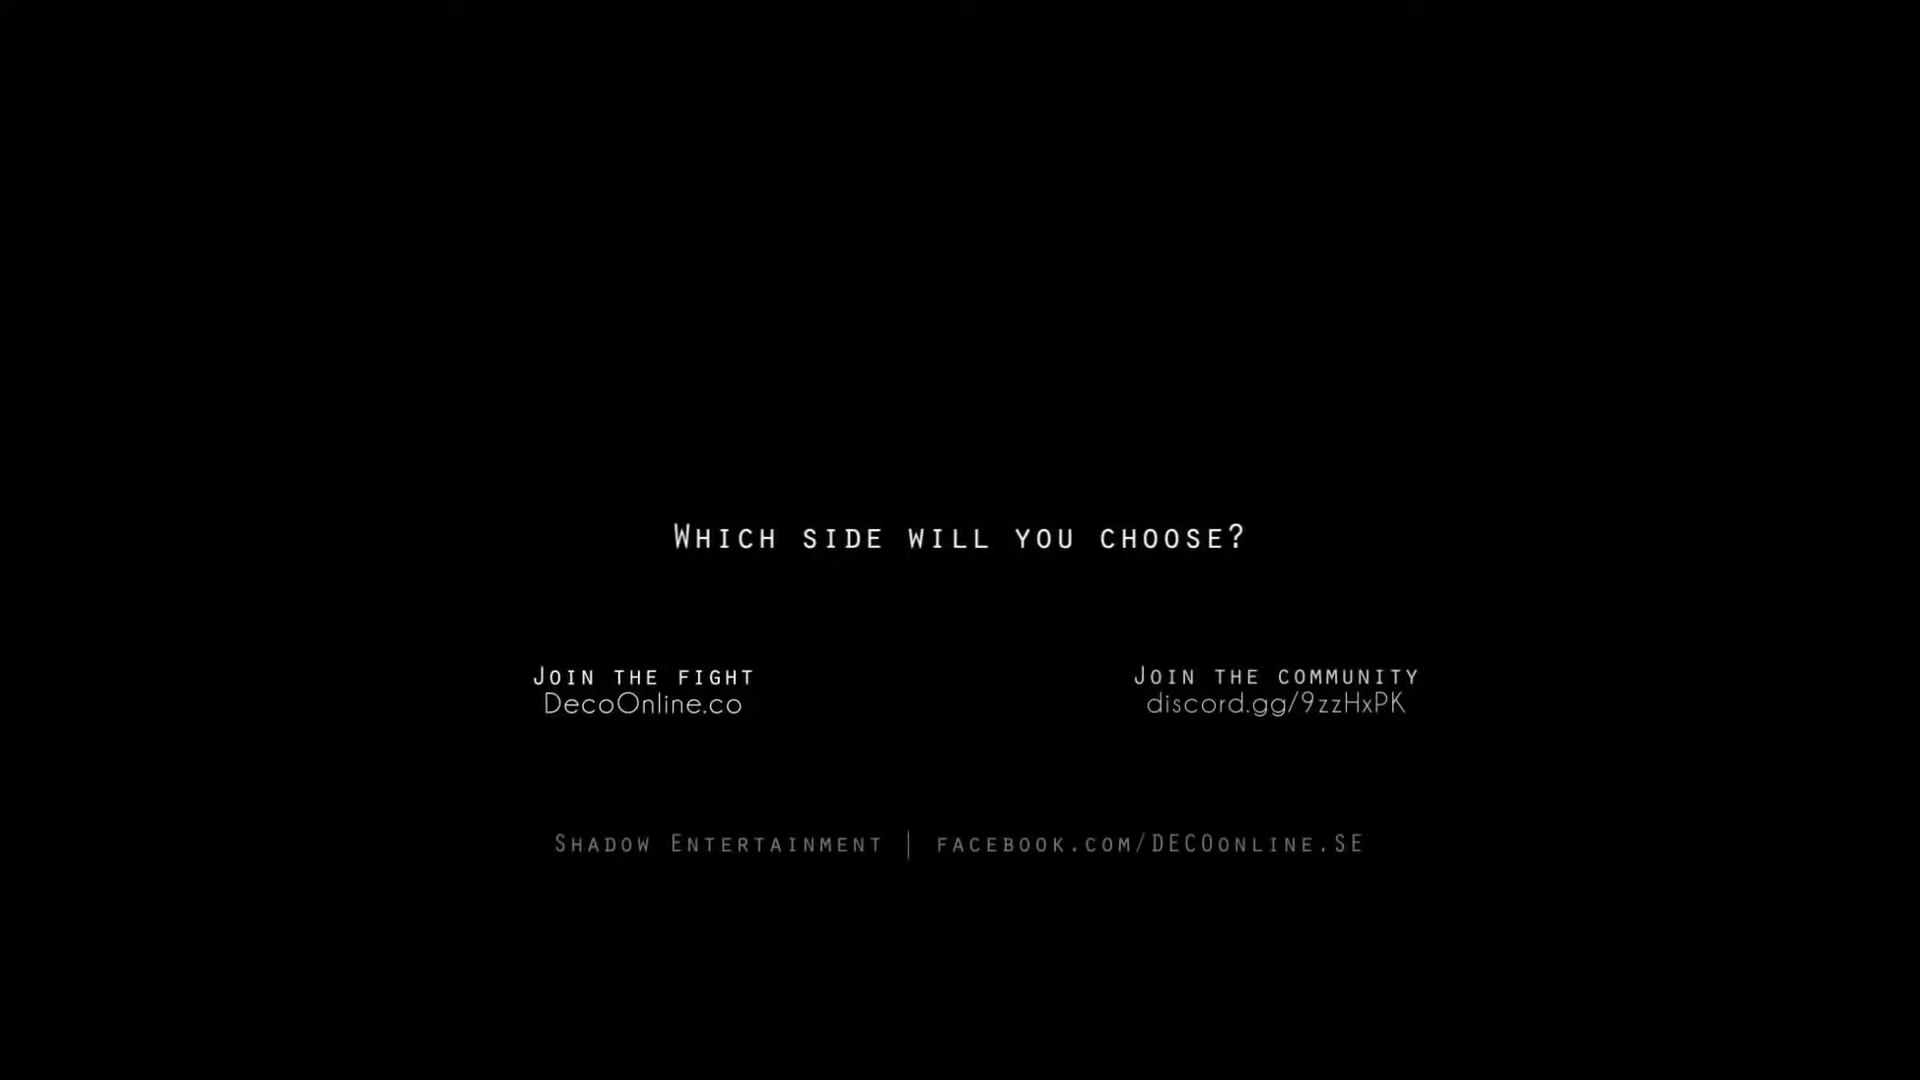 Which side will you choose?
Join the fight
DecoOnline.co
Join the community
discord.gg/9zzHxPK
Shadow Entertainment | facebook.com/DECOonline.SE